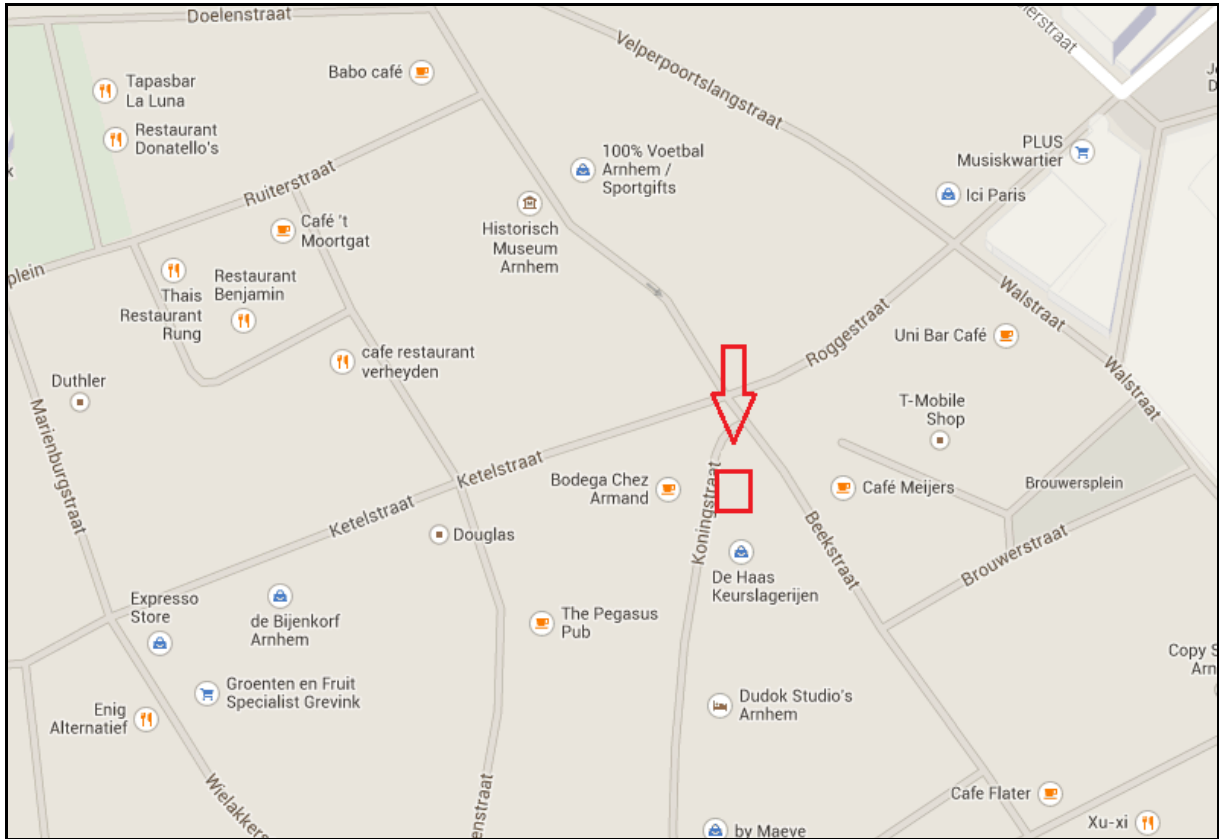 Doelenstraat
Velperpoortslangstraat
Babo café
Tapasbar
La Luna
Restaurant
Donatello's
100% Voetbal
Arnhem /
Sportgifts
PLUS
Musiskwartier
Ici Paris
Ruiterstraat
Café 't
Moortgat
Historisch
Museum
Arnhem
plein
Restaurant
Benjamin
Thais
Restaurant
Rung
Walstraat
Roggestraat
Uni Bar Café
cafe restaurant
verheyden
Walstraat
Duthler
T-Mobile
Shop
Marienburgstraat
Ketelstraat
Ketelstraat
Bodega Chez
Armand
Koningstraat
Café Meijers
Brouwersplein
Douglas
Beekstraat
Brouwerstraat
De Haas
Keurslagerijen
Expresso
Store
de Bijenkorf
Arnhem
The Pegasus
Pub
Copy S
Arn
Groenten en Fruit
Specialist Grevink
Enig
Alternatief
Dudok Studio's
Arnhem
Wielakkers
enstraat
Cafe Flater
Xu-xi
by Maeve